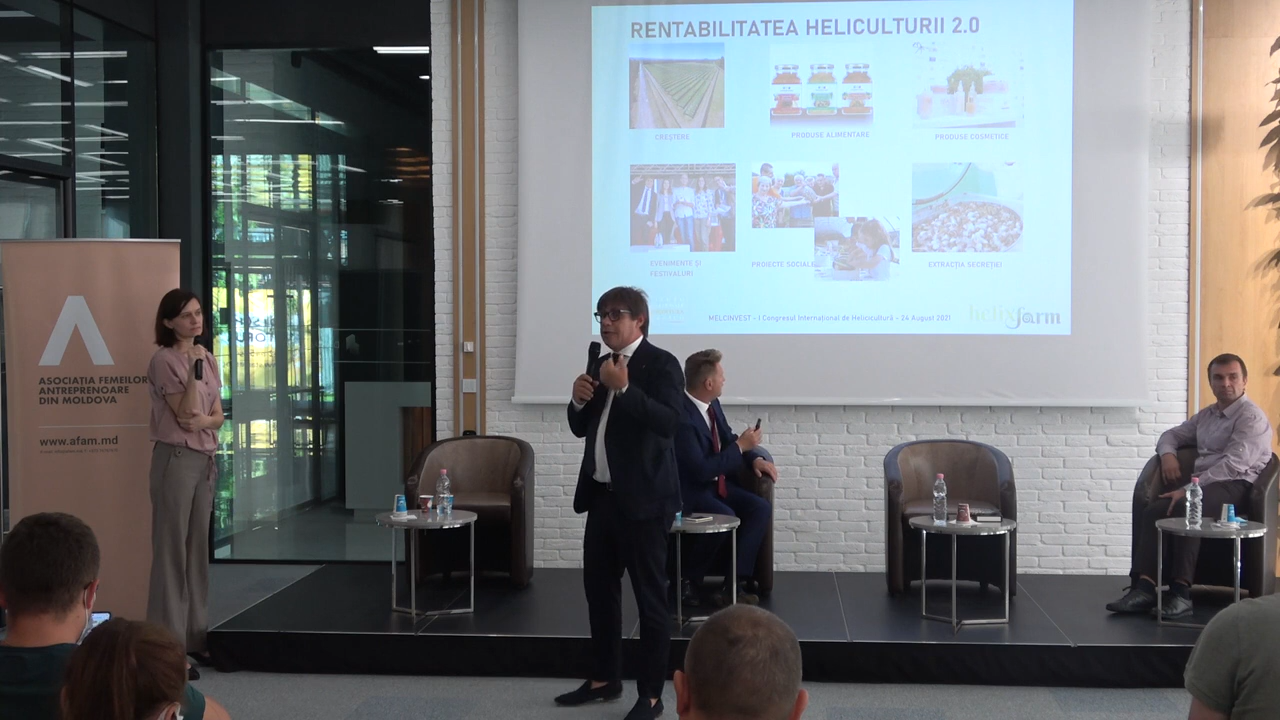 RENTABILITATEA HELICULTURII 2.0
CREȘTERE
PRODUSE ALIMENTARE
PRODUSE COSMETICE
EVENIMENTE ȘI
FESTIVALURI
PROIECTE SOCIALE
EXTRACȚIA SECREȚIEI
MELCINVEST - I Congresul Internațional de Helicicultură - 24 August 2021
helixfarm
ASOCIAȚIA FEMEILOR
ANTREPRENOARE
DIN MOLDOVA
www.afam.md